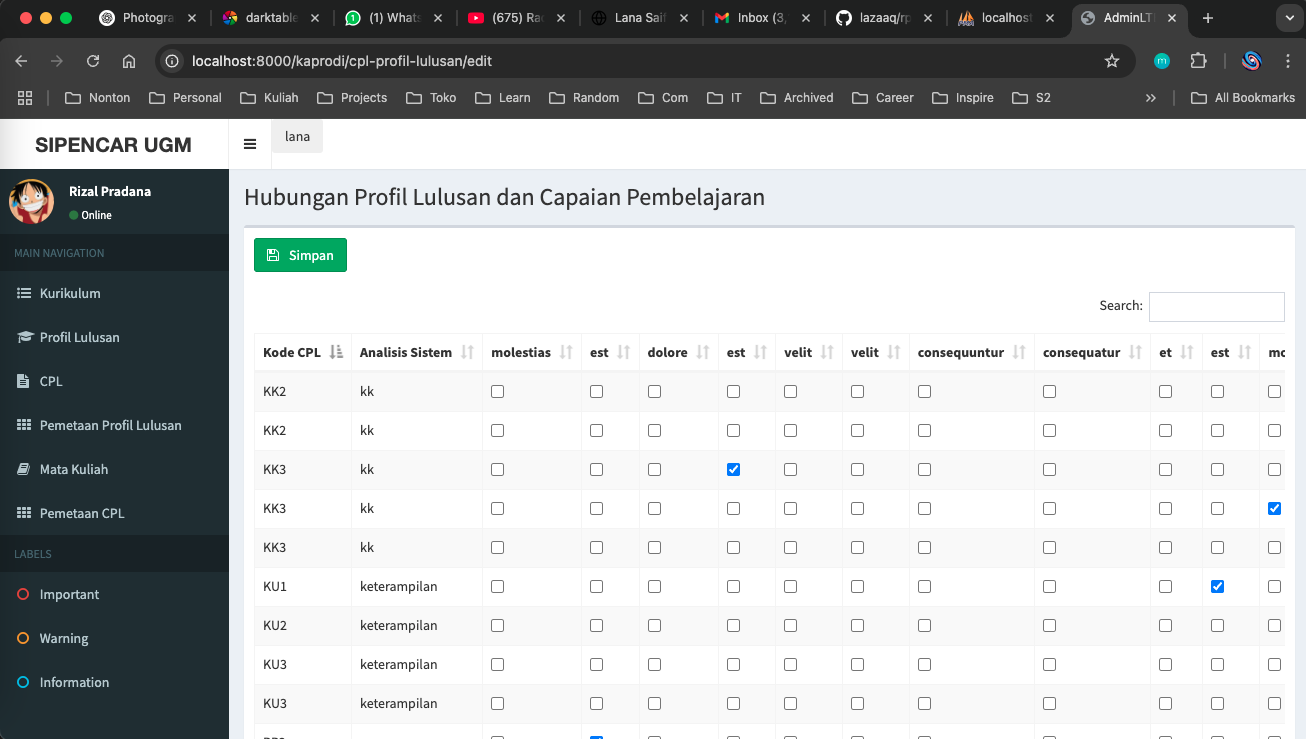 Photogra darktable (1) Whats (675) Ra Lana Saif Inbox (3, lazaaq/rp localhost AdminLT
localhost:8000/kaprodi/cpl-profil-lulusan/edit
Nonton Personal Kuliah Projects Toko Learn Random Com IT Archived Career Inspire S2 All Bookmarks
SIPENCAR UGM
lana
Rizal Pradana
Online
MAIN NAVIGATION
Kurikulum
Profil Lulusan
CPL
Pemetaan Profil Lulusan
Mata Kuliah
Pemetaan CPL
LABELS
Important
Warning
Information
Hubungan Profil Lulusan dan Capaian Pembelajaran
Simpan
Search:
Kode CPL Analisis Sistem molestias est dolore est velit velit consequuntur consequatur et est mo
KK2 kk
KK2 kk
KK3 kk
KK3 kk
KK3 kk
KU1 keterampilan
KU2 keterampilan
KU3 keterampilan
KU3 keterampilan